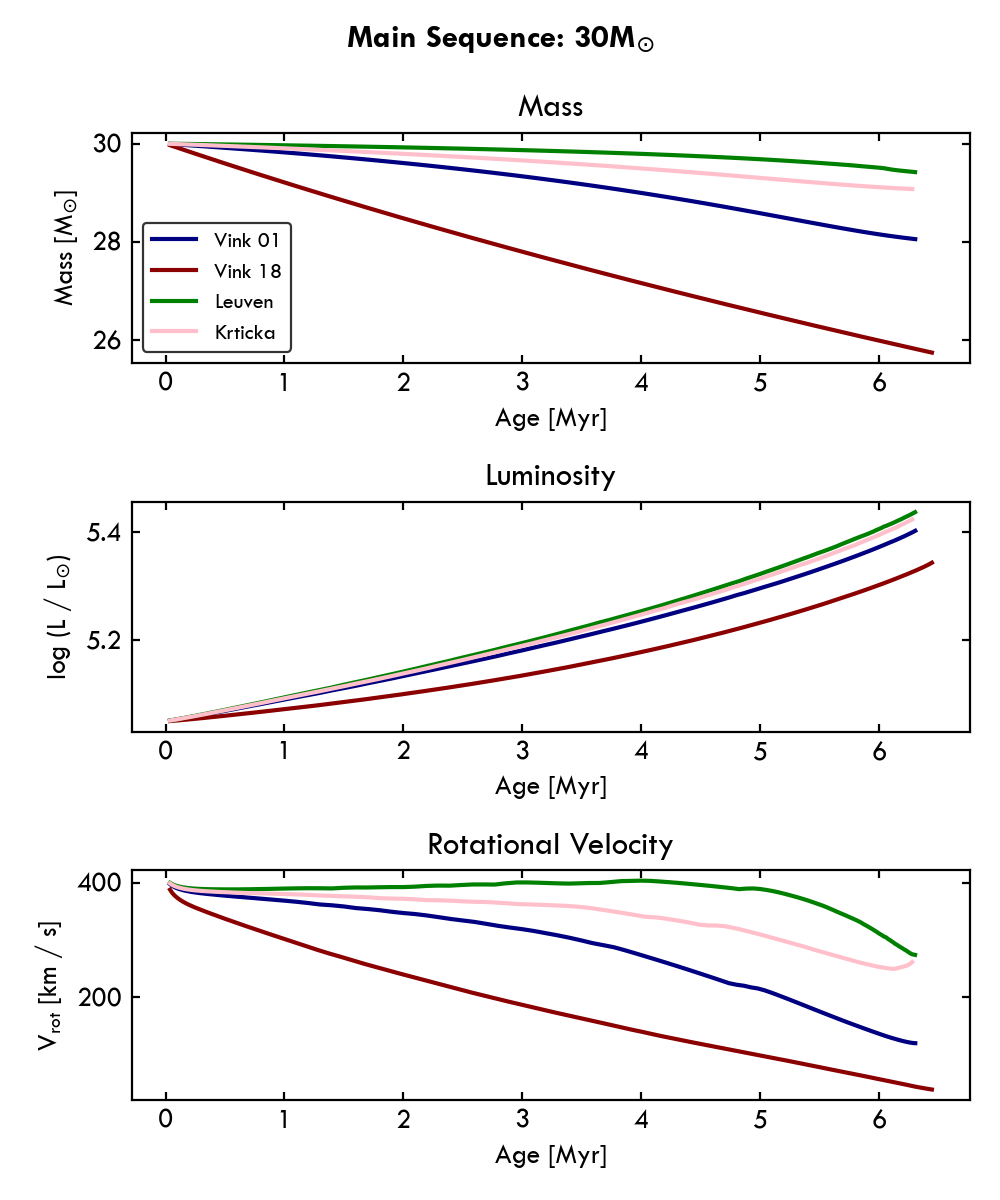 Main Sequence: 30M⊙
Mass
Mass [M⊙]
30
28
26
Vink 01
Vink 18
Leuven
Krticka
0 1 2 3 4 5 6
Age [Myr]
Luminosity
log (L / L⊙)
5.4
5.2
0 1 2 3 4 5 6
Age [Myr]
Rotational Velocity
Vrot [km / s]
400
200
0 1 2 3 4 5 6
Age [Myr]